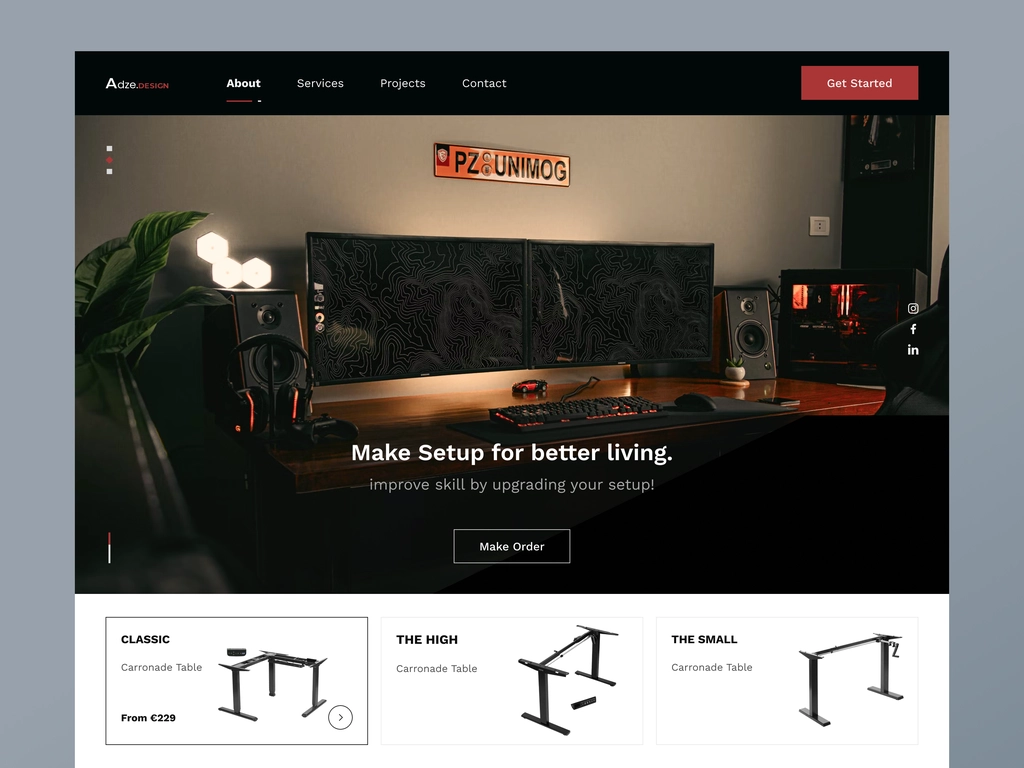 Adze.DESIGN
About
Services
Projects
Contact
Get Started
PZ UNIMOG
Make Setup for better living.
improve skill by upgrading your setup!
Make Order
CLASSIC
Carronade Table
From €229
THE HIGH
Carronade Table
THE SMALL
Carronade Table